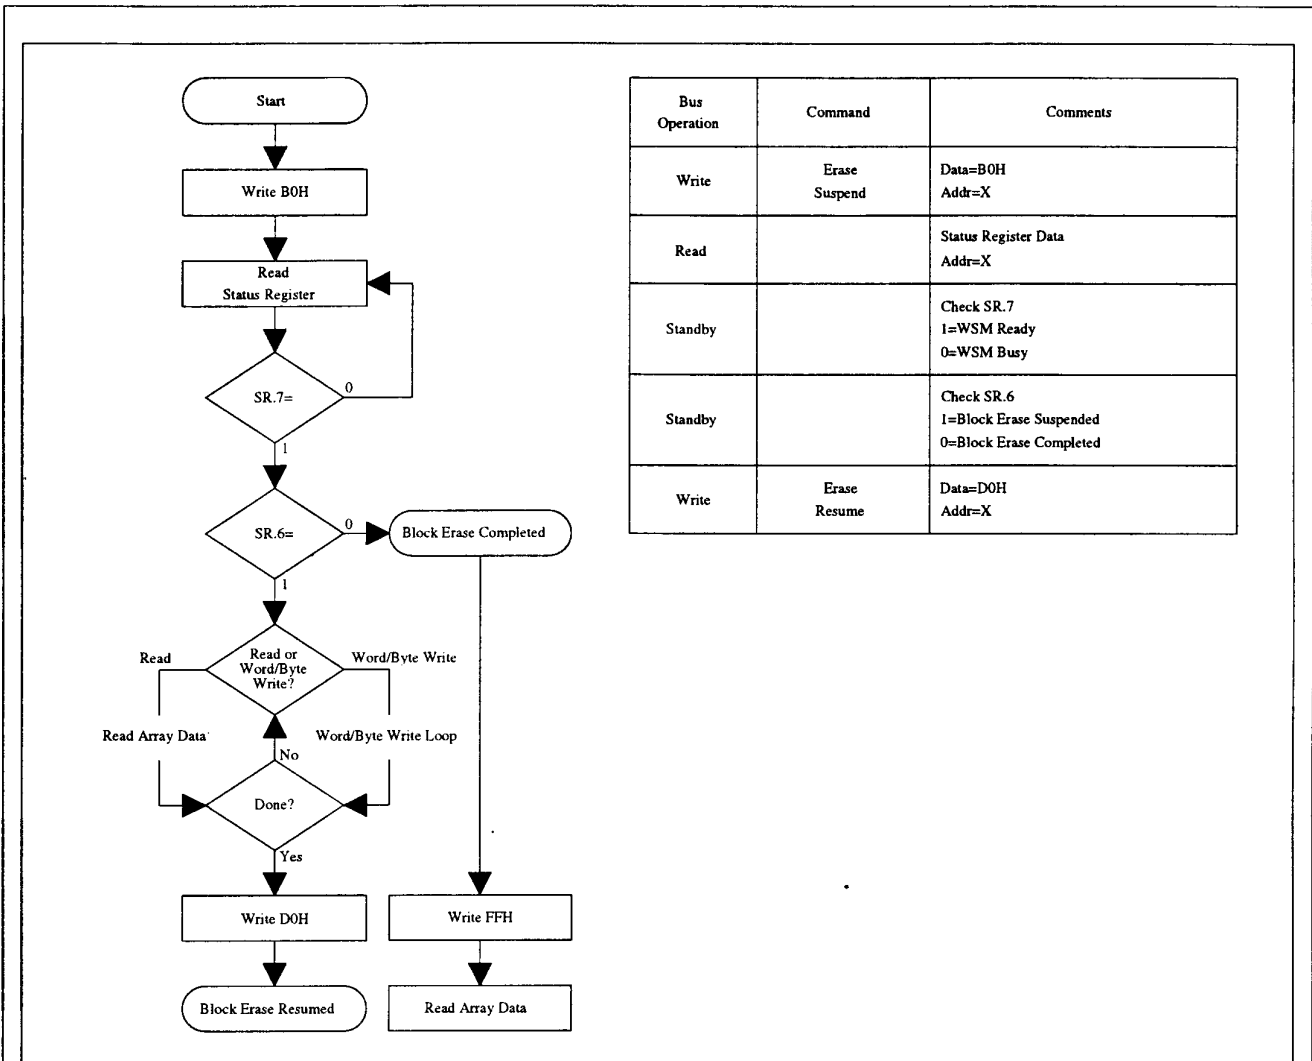 Start
Write B0H
Read
Status Register
SR.7=
0
1
SR.6=
0
Block Erase Completed
1
Read or
Word/Byte
Write?
Read
Word/Byte Write
Read Array Data
Word/Byte Write Loop
No
Done?
Yes
Write D0H
Write FFH
Block Erase Resumed
Read Array Data
Bus
Operation
Command
Comments
Write
Erase
Suspend
Data=B0H
Addr=X
Read
Status Register Data
Addr=X
Standby
Check SR.7
1=WSM Ready
0=WSM Busy
Standby
Check SR.6
1=Block Erase Suspended
0=Block Erase Completed
Write
Erase
Resume
Data=D0H
Addr=X